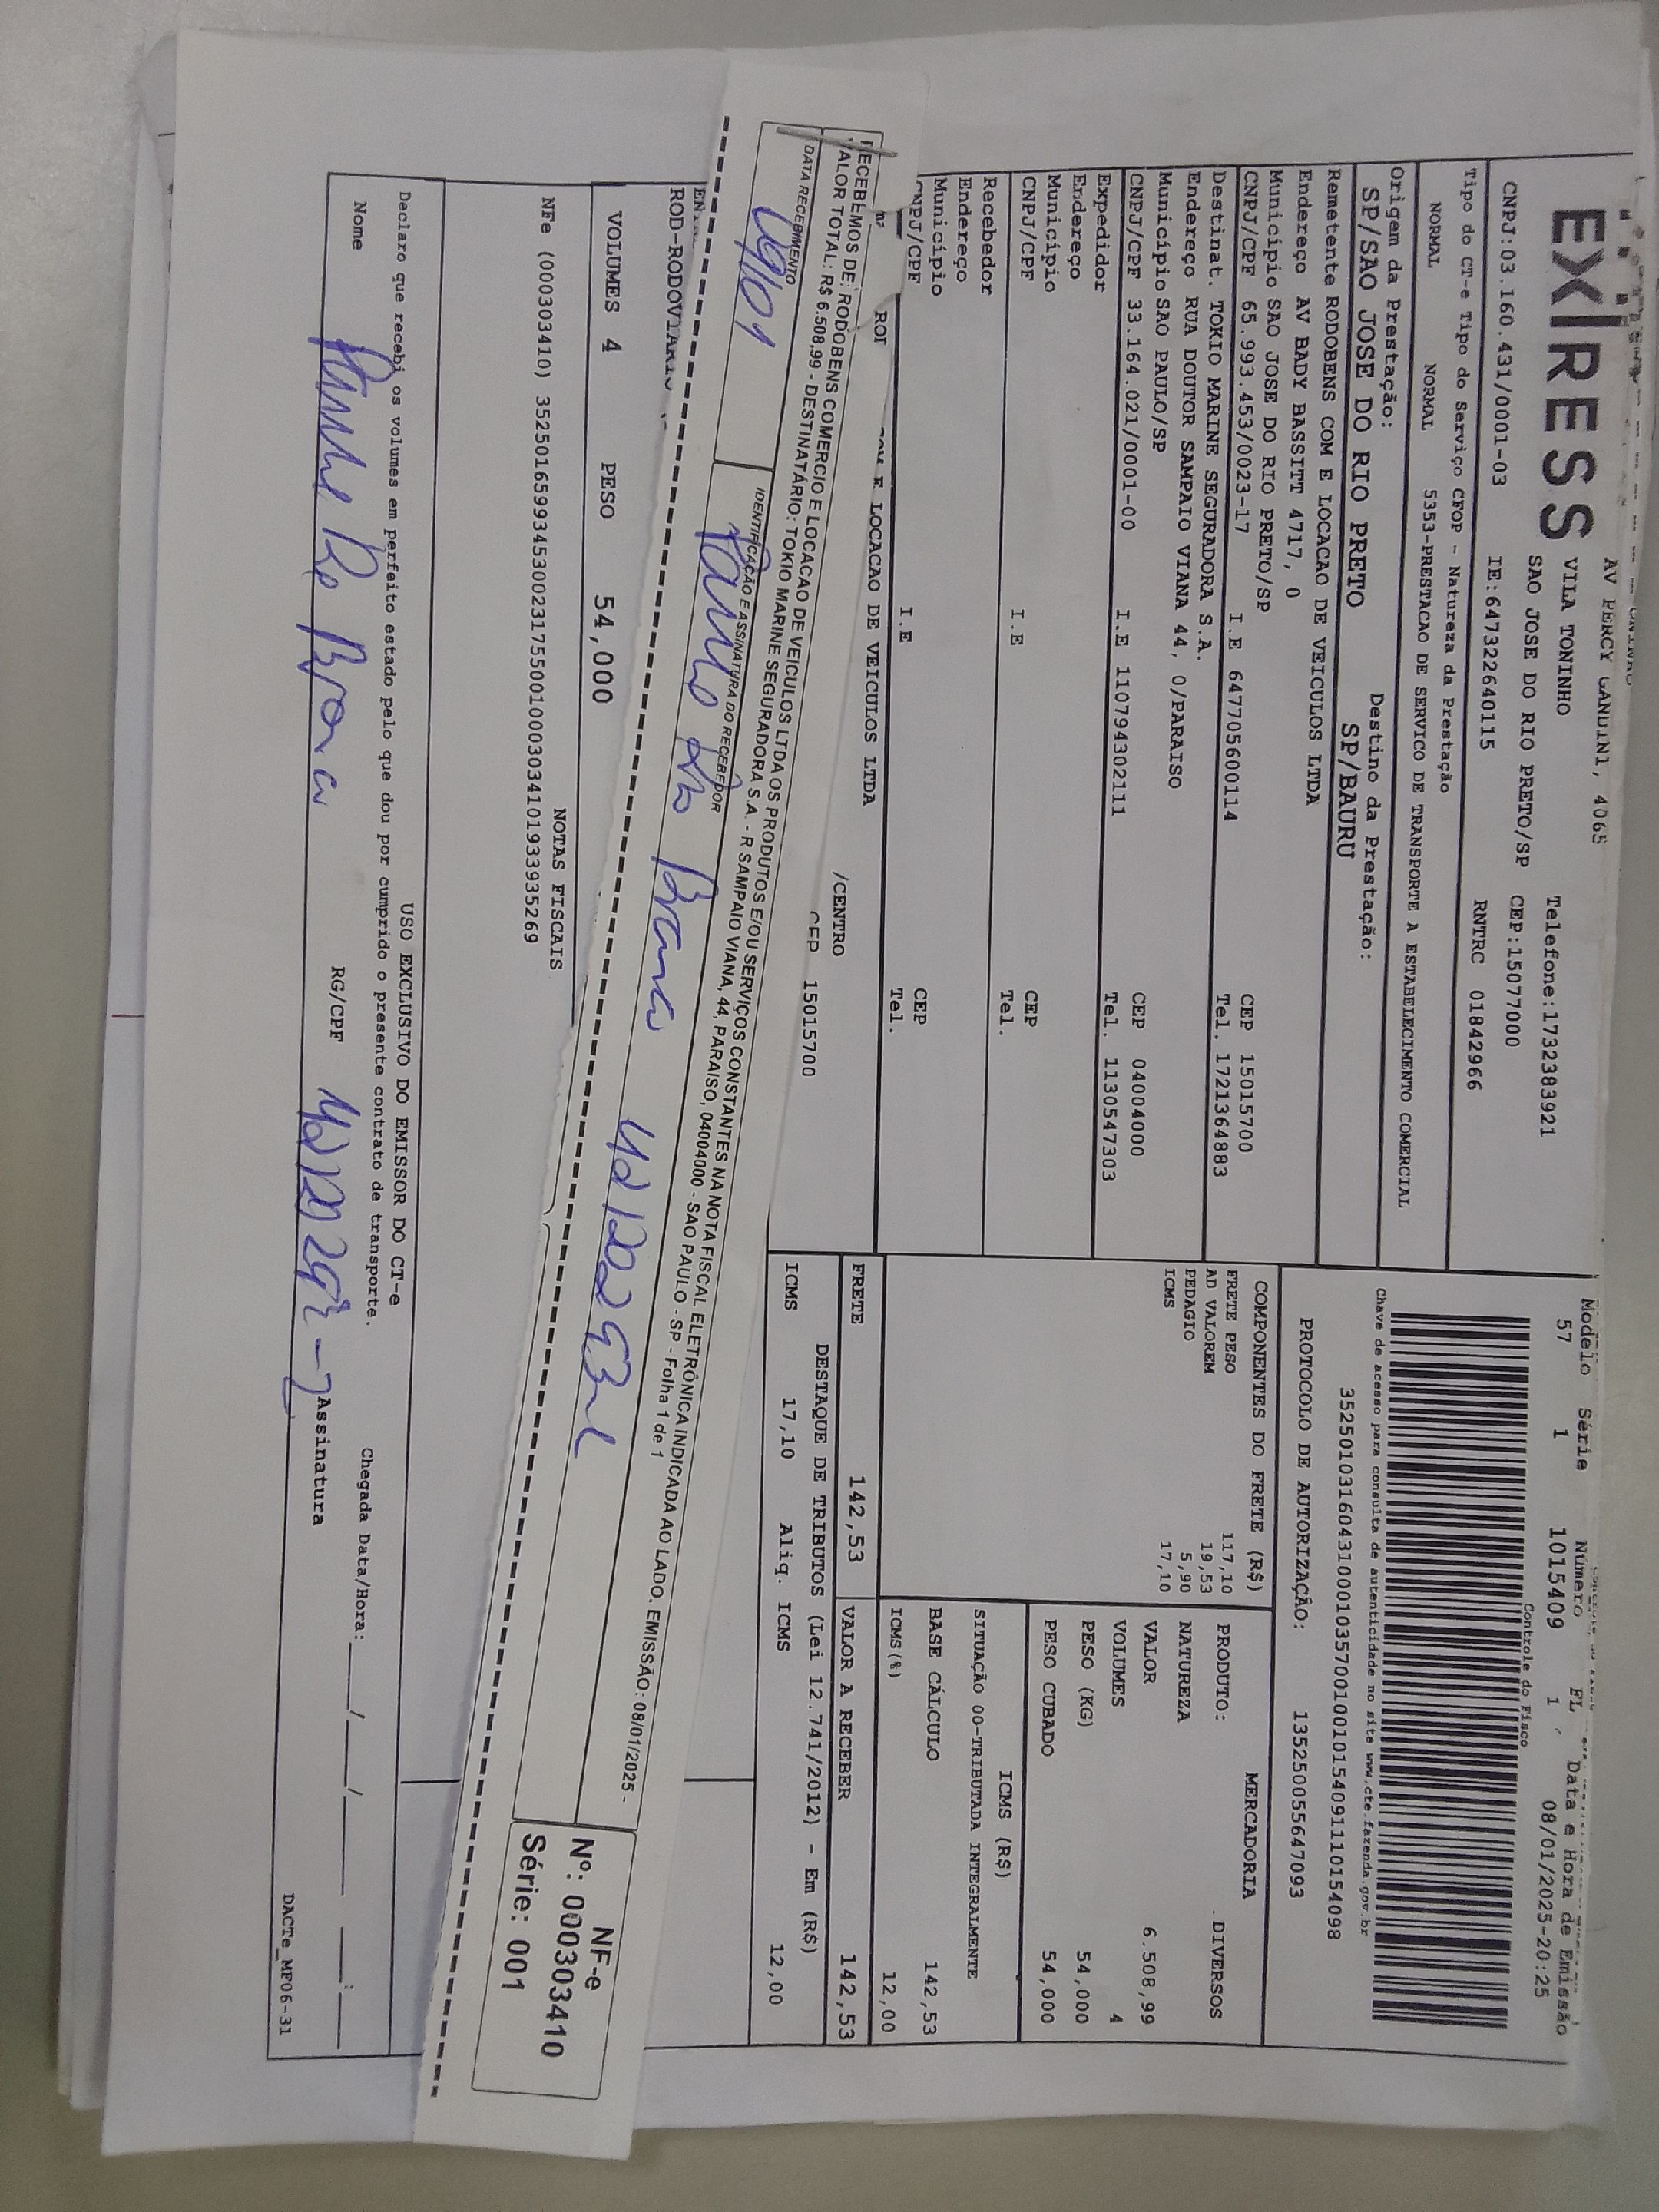 EXPRESS
AV PERCY GANDINI, 4065
VILA TONINHO
SAO JOSE DO RIO PRETO/SP
Telefone:1732383921
CEP:15077000
CNPJ:03.160.431/0001-03 IE:647322640115 RNTRC 01842966
Tipo do CT-e Tipo do Serviço CFOP - Natureza da Prestação
NORMAL NORMAL 5353-PRESTACAO DE SERVICO DE TRANSPORTE A ESTABELECIMENTO COMERCIAL
Origem da Prestação: Destino da Prestação:
SP/SAO JOSE DO RIO PRETO SP/BAURU
Remetente RODOBENS COM E LOCACAO DE VEICULOS LTDA
Endereço AV BADY BASSITT 4717, 0
Município SAO JOSE DO RIO PRETO/SP CEP 15015700
CNPJ/CPF 65.993.453/0023-17 I.E 647705600114 Tel. 1721364883
Destinat. TOKIO MARINE SEGURADORA S.A.
Endereço RUA DOUTOR SAMPAIO VIANA 44, 0/PARAISO
Município SAO PAULO/SP CEP 04004000
CNPJ/CPF 33.164.021/0001-00 I.E 110794302111 Tel. 1130547303
Expedidor
Endereço
Município CEP
CNPJ/CPF I.E Tel.
Recebedor
Endereço
Município CEP
CNPJ/CPF I.E Tel.
E LOCACAO DE VEICULOS LTDA
/CENTRO
CEP 15015700
Modelo Série Número FL Data e Hora de Emissão
57 1 1015409 1 08/01/2025-20:25
Controle do Fisco
Chave de acesso para consulta de autenticidade no site www.cte.fazenda.gov.br
35250103160431000103570010010154091110154098
PROTOCOLO DE AUTORIZAÇÃO: 135250055647093
COMPONENTES DO FRETE (R$)
FRETE PESO 117,10
AD VALOREM 19,53
PEDAGIO 5,90
ICMS 17,10
MERCADORIA
PRODUTO: DIVERSOS
NATUREZA
VALOR 6.508,99
VOLUMES 4
PESO (KG) 54,000
PESO CUBADO 54,000
ICMS (R$)
SITUAÇÃO 00-TRIBUTADA INTEGRALMENTE
BASE CÁLCULO 142,53
ICMS (%) 12,00
FRETE 142,53 VALOR A RECEBER 142,53
DESTAQUE DE TRIBUTOS (Lei 12.741/2012) - Em (R$)
ICMS 17,10 Aliq. ICMS 12,00
RECEBEMOS DE: RODOBENS COMERCIO E LOCACAO DE VEICULOS LTDA OS PRODUTOS E/OU SERVIÇOS CONSTANTES NA NOTA FISCAL ELETRÔNICA INDICADA AO LADO. EMISSÃO: 08/01/2025 -
VALOR TOTAL: R$ 6.508,99 - DESTINATÁRIO: TOKIO MARINE SEGURADORA S.A. - R SAMPAIO VIANA, 44, PARAISO, 04004000 - SAO PAULO - SP - Folha 1 de 1
DATA RECEBIMENTO IDENTIFICAÇÃO E ASSINATURA DO RECEBEDOR
09/01
NF-e
Nº: 000303410
Série: 001
VOLUMES 4 PESO 54,000
NOTAS FISCAIS
NFe (000303410) 35250165993453002317550010003034101933935269
USO EXCLUSIVO DO EMISSOR DO CT-e
Declaro que recebi os volumes em perfeito estado pelo que dou por cumprido o presente contrato de transporte.
Chegada Data/Hora:____/____/____ ___:___
Nome RG/CPF Assinatura
DACTe_MF06-31